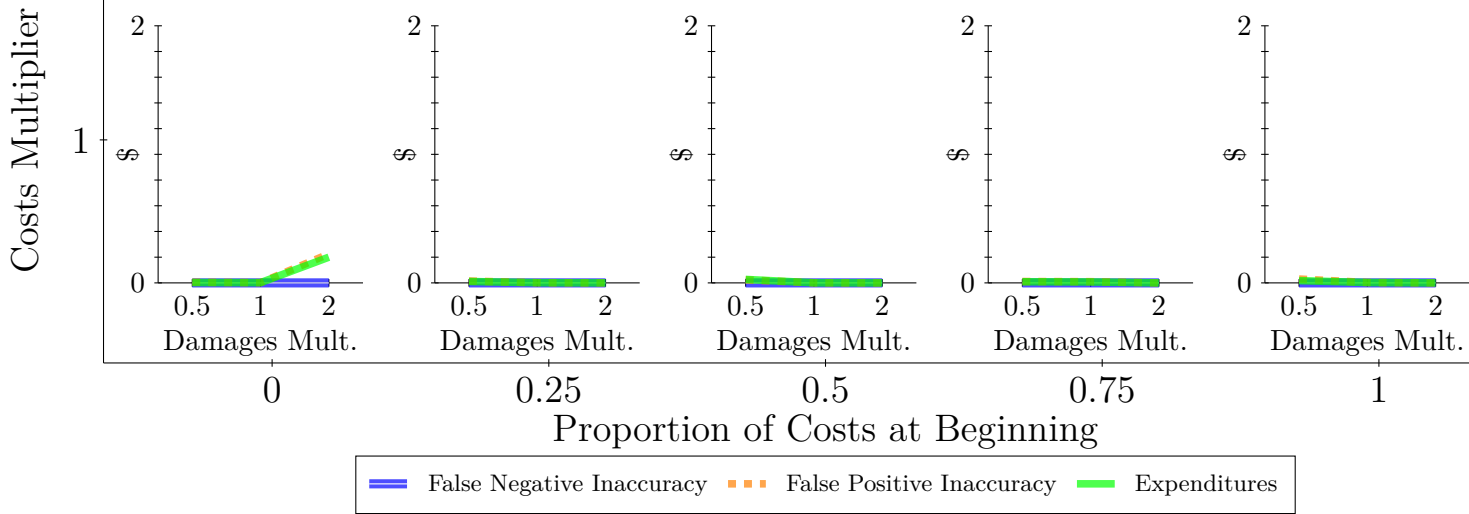 Costs Multiplier
1
2
0
$
0.5 1 2
Damages Mult.
2
0
$
0.5 1 2
Damages Mult.
2
0
$
0.5 1 2
Damages Mult.
2
0
$
0.5 1 2
Damages Mult.
2
0
$
0.5 1 2
Damages Mult.
0 0.25 0.5 0.75 1
Proportion of Costs at Beginning
False Negative Inaccuracy False Positive Inaccuracy Expenditures